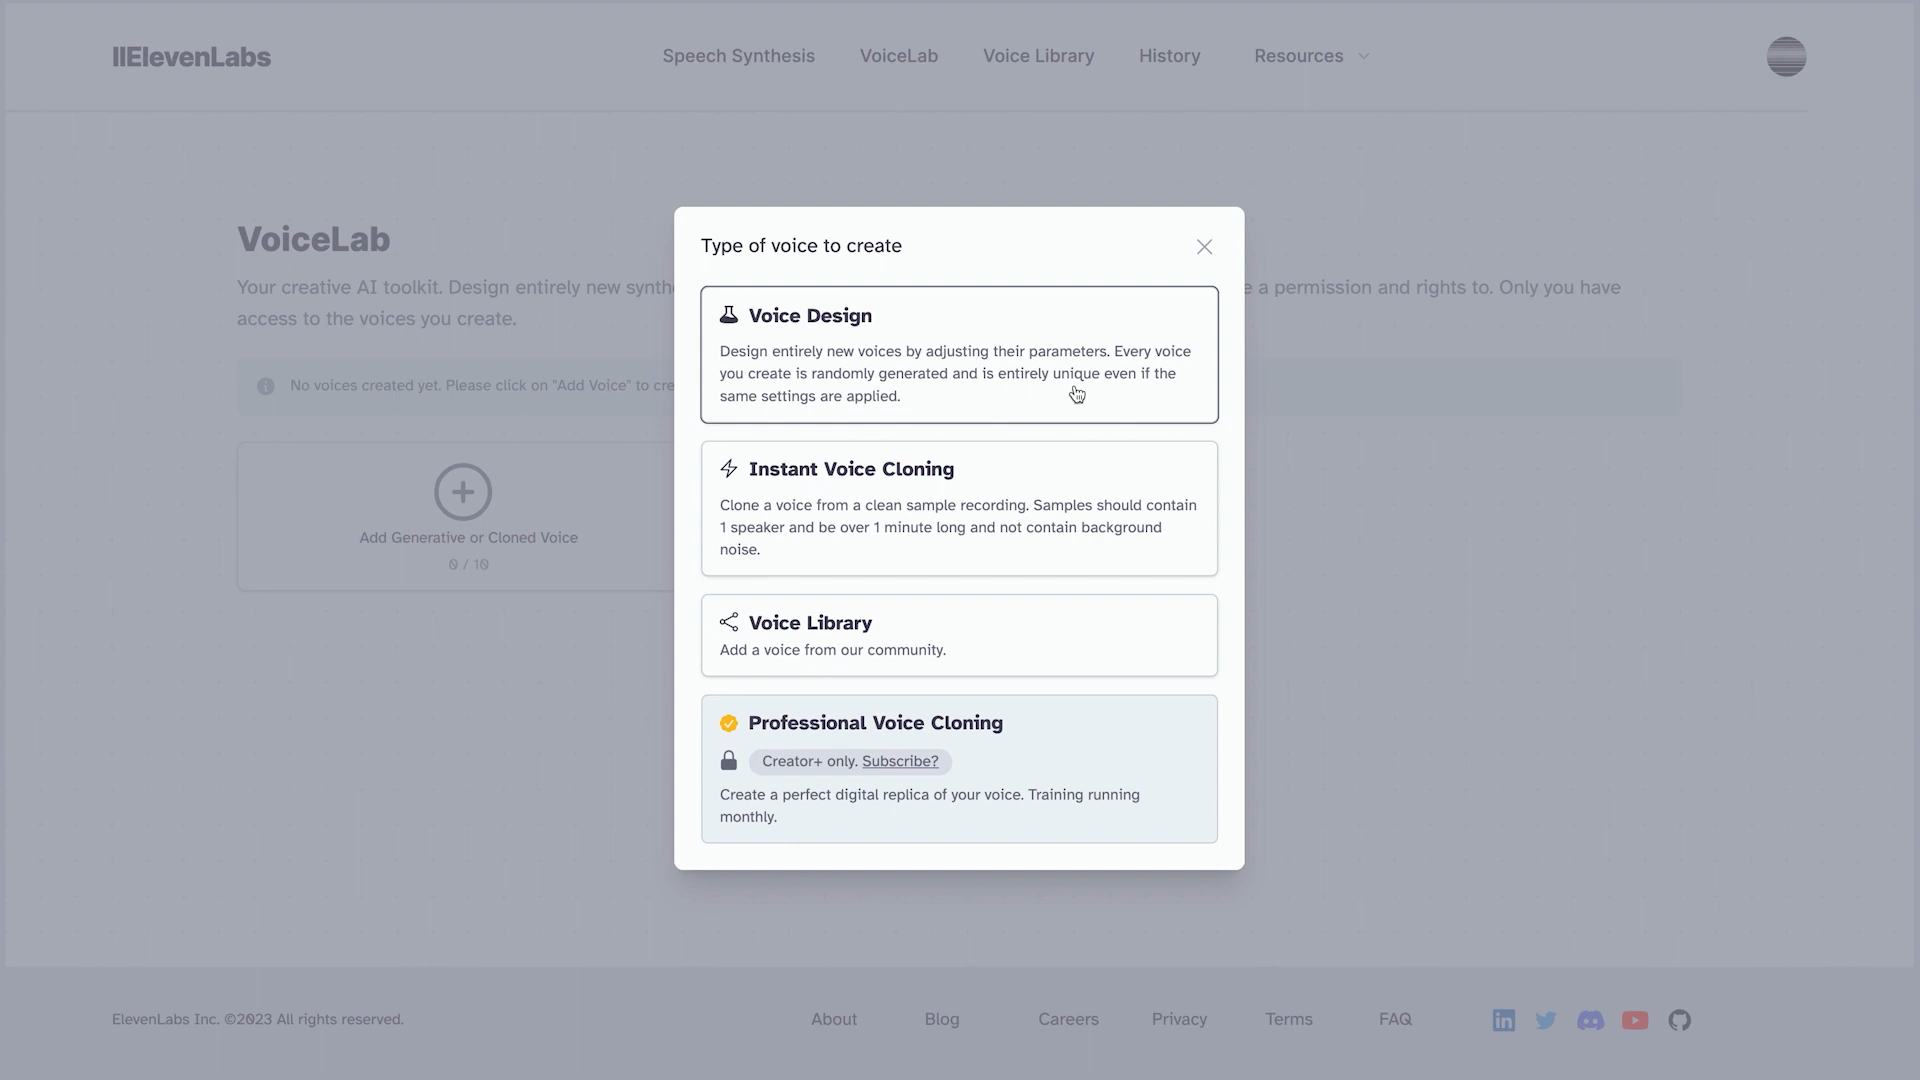 IIElevenLabs
Speech Synthesis
VoiceLab
Voice Library
History
Resources
VoiceLab
Your creative AI toolkit. Design entirely new
e a permission and rights to. Only you have
access to the voices you create.
No voices created yet. Please click on "Add Voice" to
Add Generative or Cloned Voice
0 / 10
Type of voice to create
Voice Design
Design entirely new voices by adjusting their parameters. Every voice
you create is randomly generated and is entirely unique even if the
same settings are applied.
Instant Voice Cloning
Clone a voice from a clean sample recording. Samples should contain
1 speaker and be over 1 minute long and not contain background
noise.
Voice Library
Add a voice from our community.
Professional Voice Cloning
Creator+ only. Subscribe?
Create a perfect digital replica of your voice. Training running
monthly.
ElevenLabs Inc. ©2023 All rights reserved.
About
Blog
Careers
Privacy
Terms
FAQ